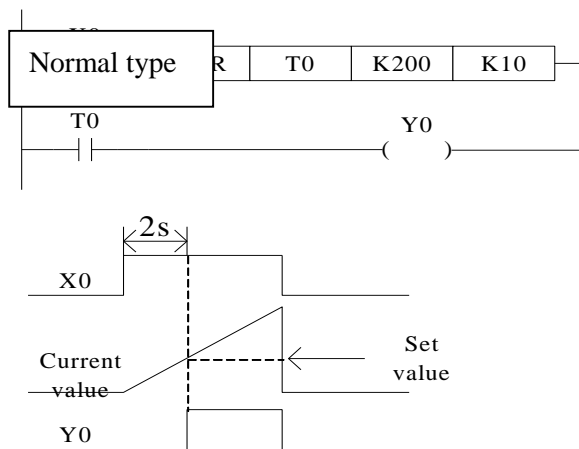 Normal type R T0 K200 K10
T0 Y0
2s
X0
Current value
Set value
Y0